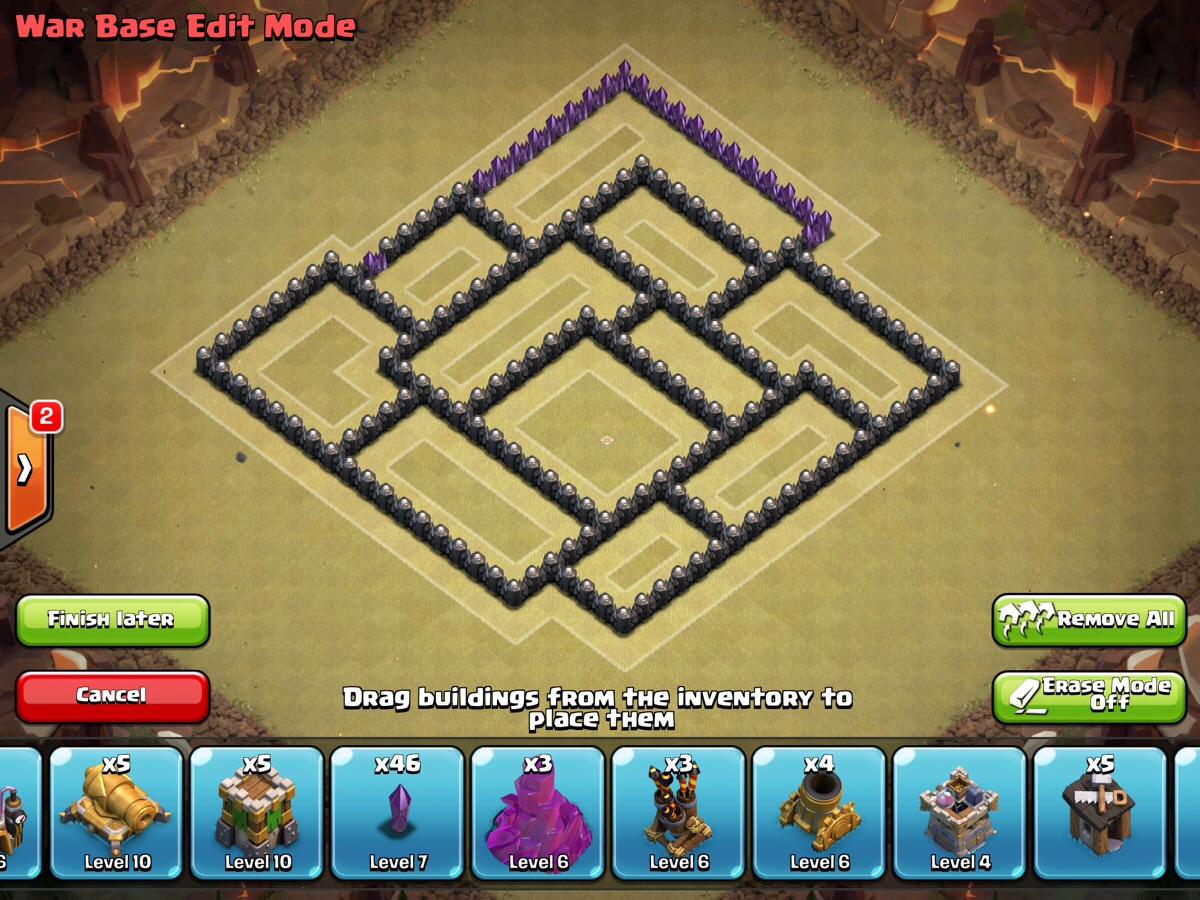 War Base Edit Mode
2
Finish later
Remove All
Cancel
Erase Mode
Off
Drag buildings from the inventory to
place them
x5
x5
x46
x3
x3
x4
x5
6
Level 10
Level 10
Level 7
Level 6
Level 6
Level 6
Level 4